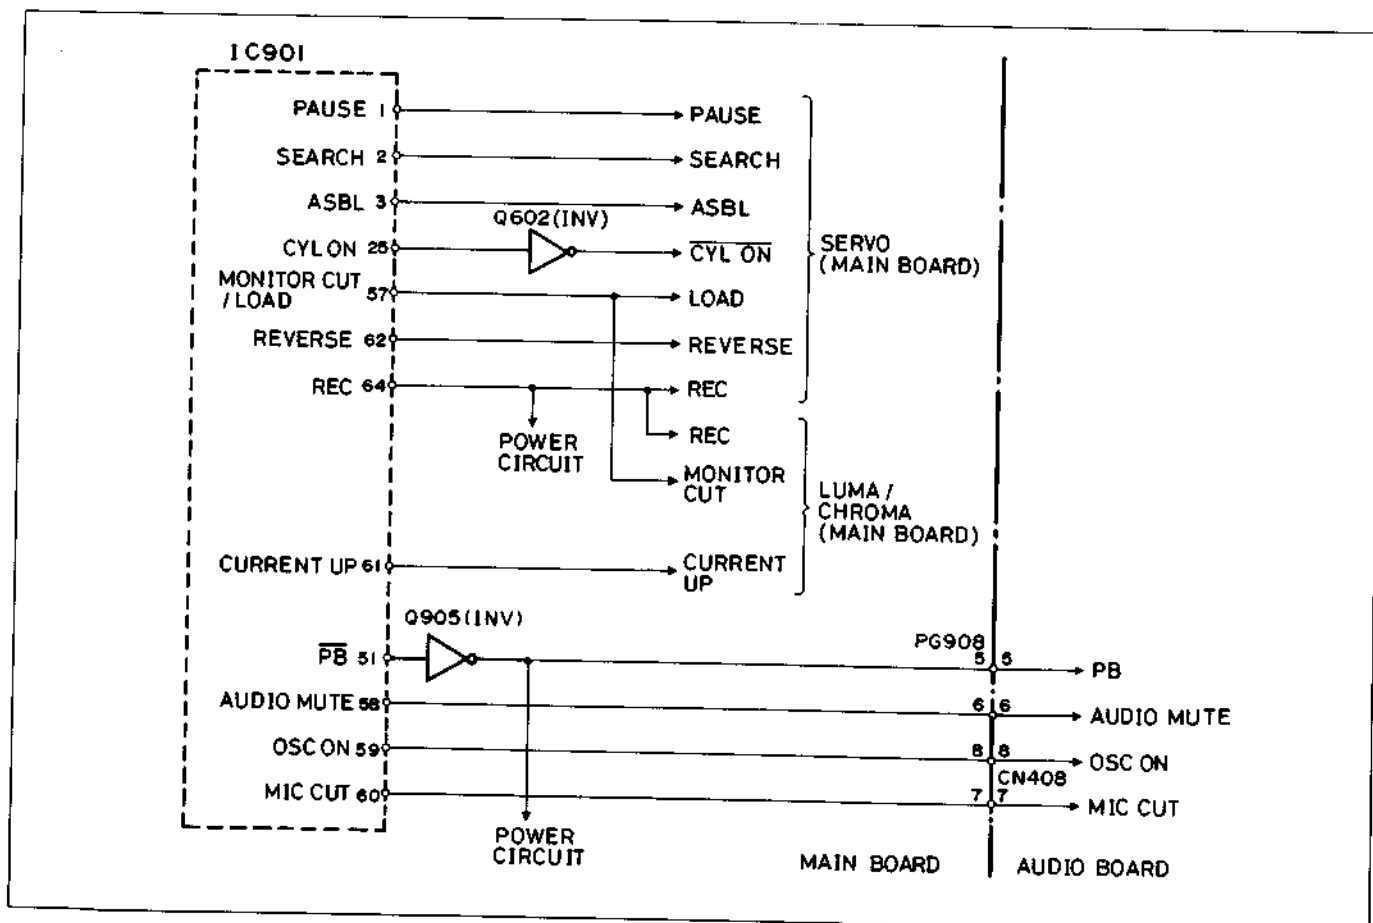 IC901
PAUSE 1
PAUSE
SEARCH 2
SEARCH
ASBL 3
ASBL
Q602(INV)
CYL ON 25
CYL ON
MONITOR CUT
/LOAD 57
LOAD
REVERSE 62
REVERSE
REC 64
REC
SERVO
(MAIN BOARD)
POWER
CIRCUIT
REC
MONITOR
CUT
LUMA/
CHROMA
(MAIN BOARD)
CURRENT UP 61
CURRENT
UP
Q905(INV)
PG908
PB 51
5 5
PB
AUDIO MUTE 58
6 6
AUDIO MUTE
OSC ON 59
8 8
OSC ON
CN408
MIC CUT 60
7 7
MIC CUT
POWER
CIRCUIT
MAIN BOARD
AUDIO BOARD